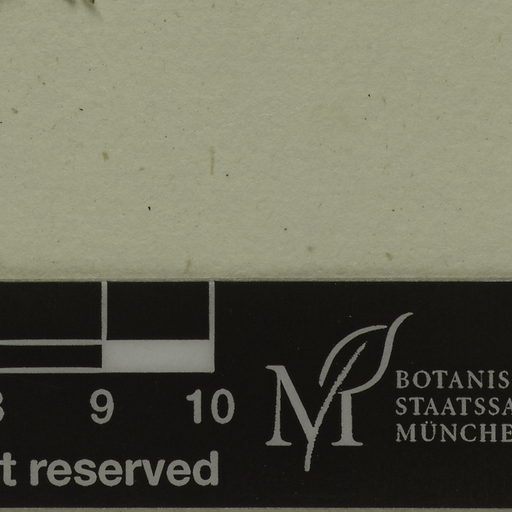 9 10
t reserved
BOTANIS
STAATSSA
MÜNCHE